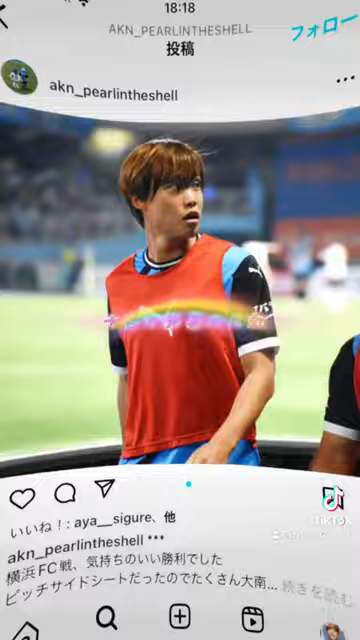 18:18
AKN_PEARLINTHESHELL
投稿
フォロー
akn_pearlintheshell
いいね!: aya__sigure、他
akn_pearlintheshell
横浜FC戦、気持ちのいい勝利でした
ピッチサイドシートだったのでたくさん大南... 続きを読む
TikTok